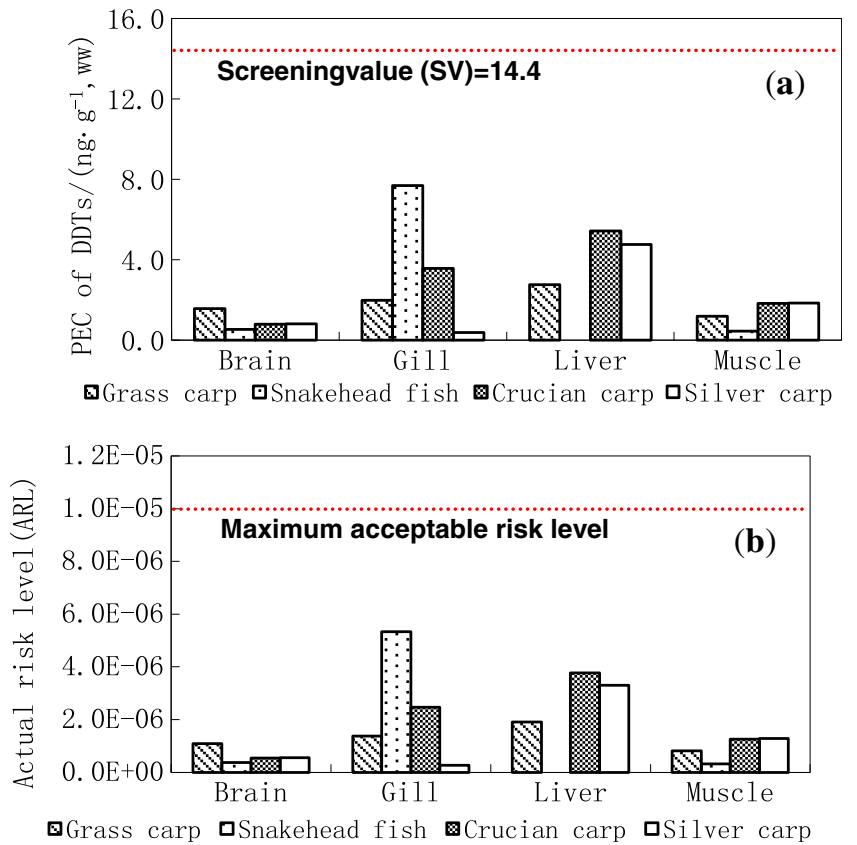 16.0
12.0
8.0
4.0
0.0
PEC of DDTs/(ng·g⁻¹, ww)
Screeningvalue (SV)=14.4
(a)
Brain Gill Liver Muscle
Grass carp Snakehead fish Crucian carp Silver carp
1.2E-05
1.0E-05
8.0E-06
6.0E-06
4.0E-06
2.0E-06
0.0E+00
Actual risk level(ARL)
Maximum acceptable risk level
(b)
Brain Gill Liver Muscle
Grass carp Snakehead fish Crucian carp Silver carp